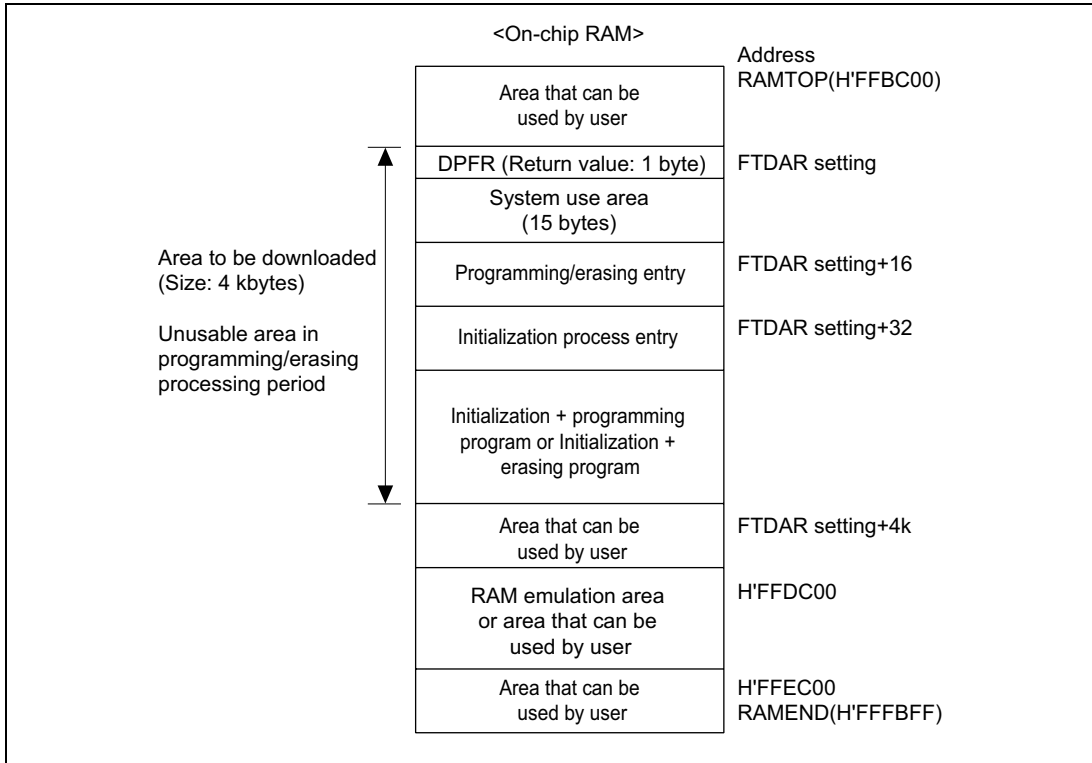 <On-chip RAM>
Address
RAMTOP(H'FFBC00)
Area that can be
used by user
DPFR (Return value: 1 byte)
FTDAR setting
System use area
(15 bytes)
Area to be downloaded
(Size: 4 kbytes)
Unusable area in
programming/erasing
processing period
Programming/erasing entry
FTDAR setting+16
Initialization process entry
FTDAR setting+32
Initialization + programming
program or Initialization +
erasing program
Area that can be
used by user
FTDAR setting+4k
RAM emulation area
or area that can be
used by user
H'FFDC00
Area that can be
used by user
H'FFEC00
RAMEND(H'FFFBFF)